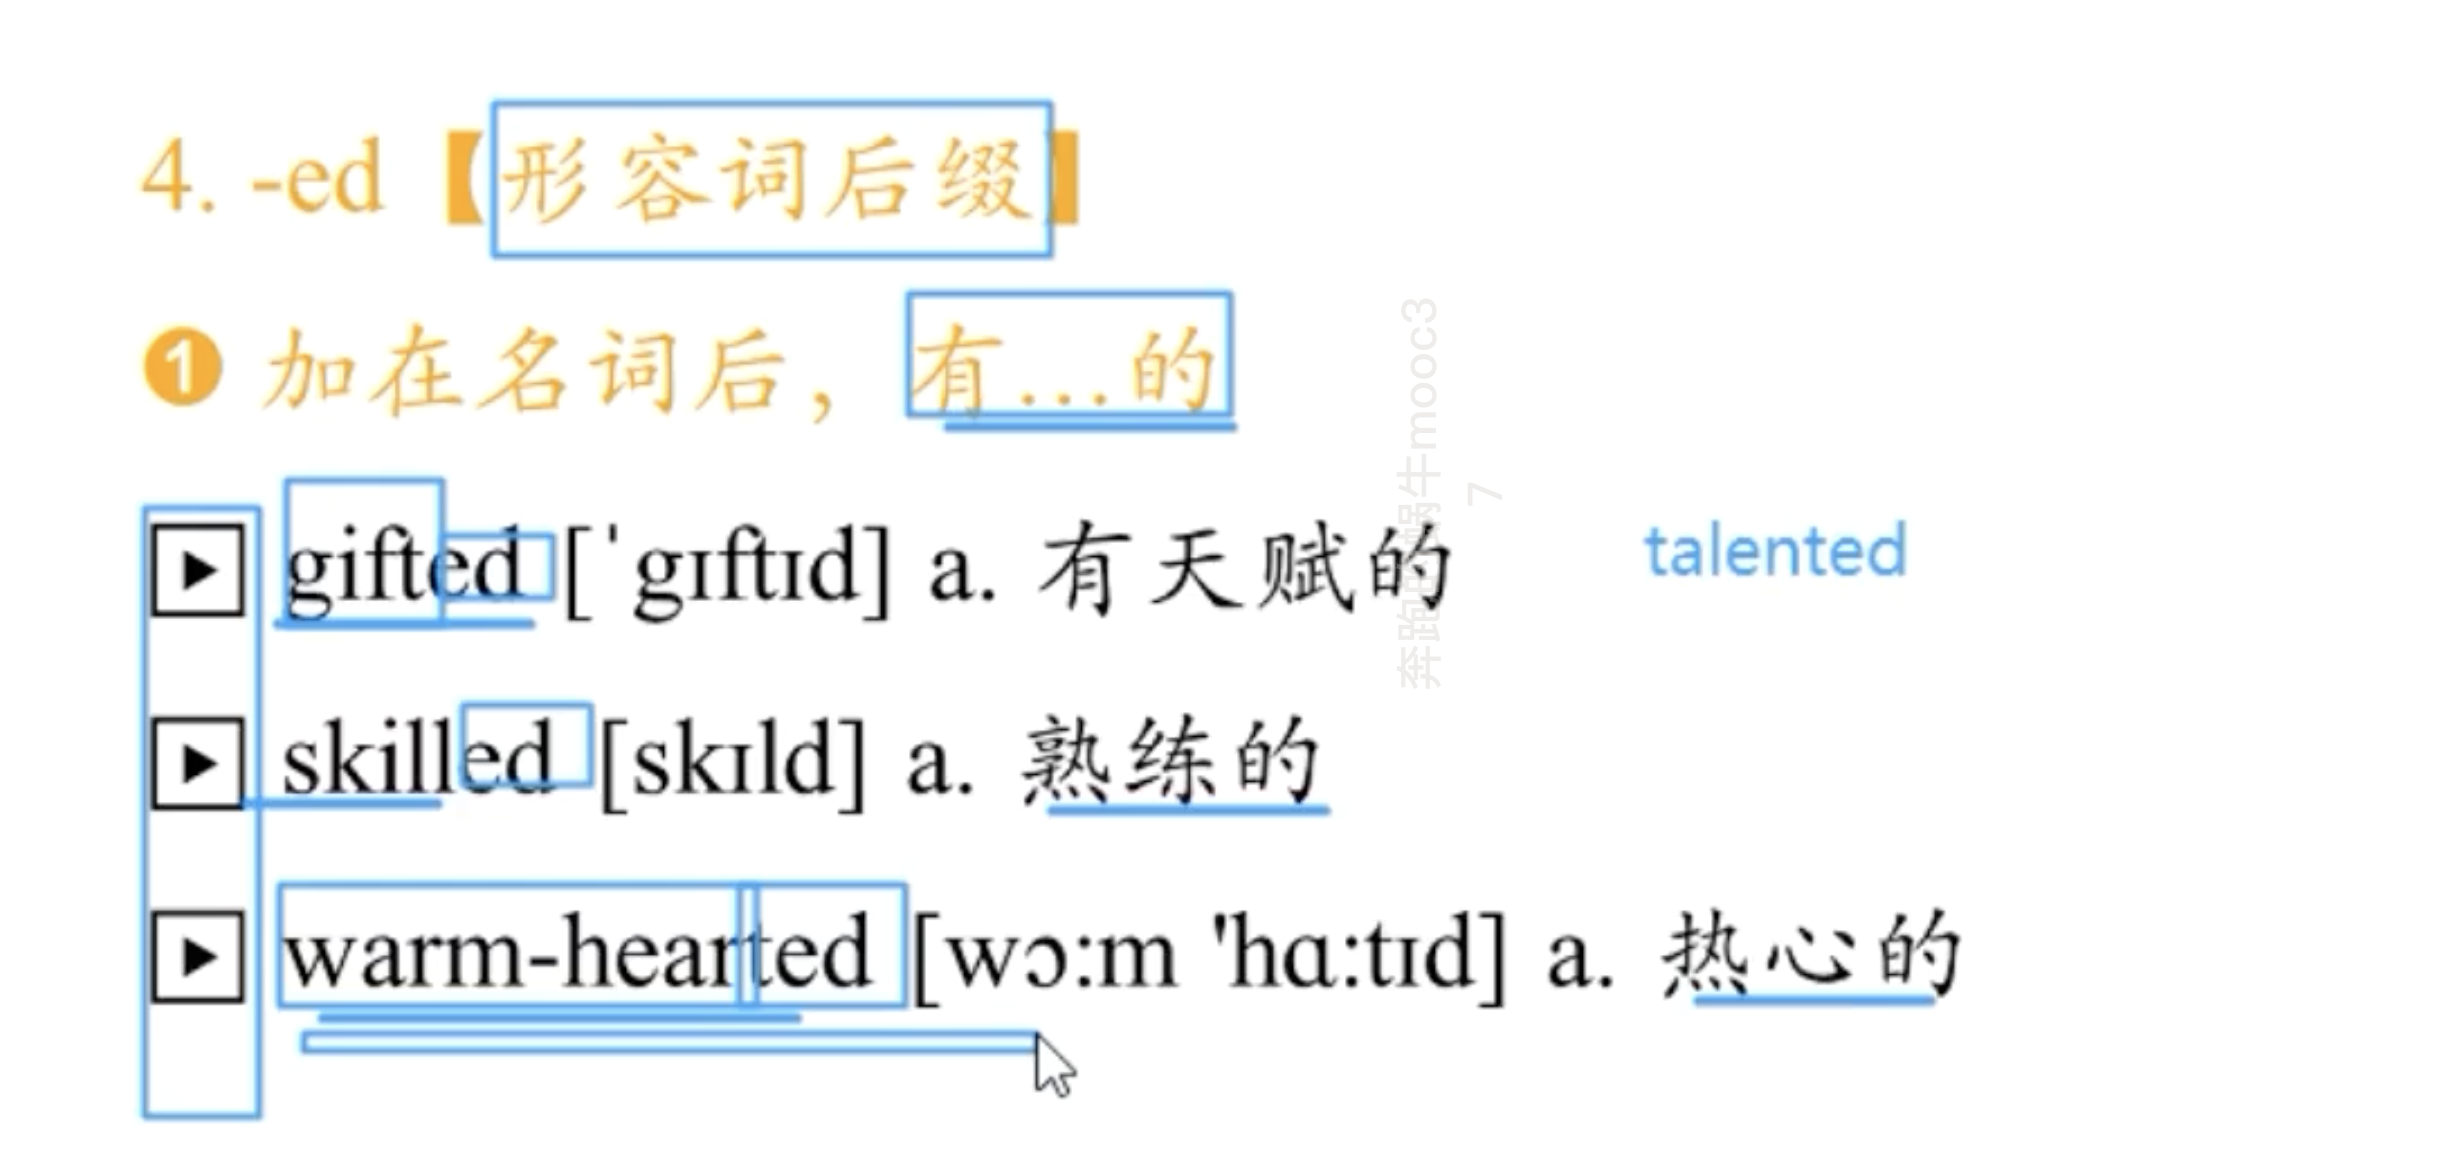 4. -ed【形容词后缀】
❶ 加在名词后，有…的
gifted [ˈgɪftɪd] a. 有天赋的 talented
skilled [skɪld] a. 熟练的
warm-hearted [wɔ:m 'hɑ:tɪd] a. 热心的
奔跑吧蜗牛mooc3
7